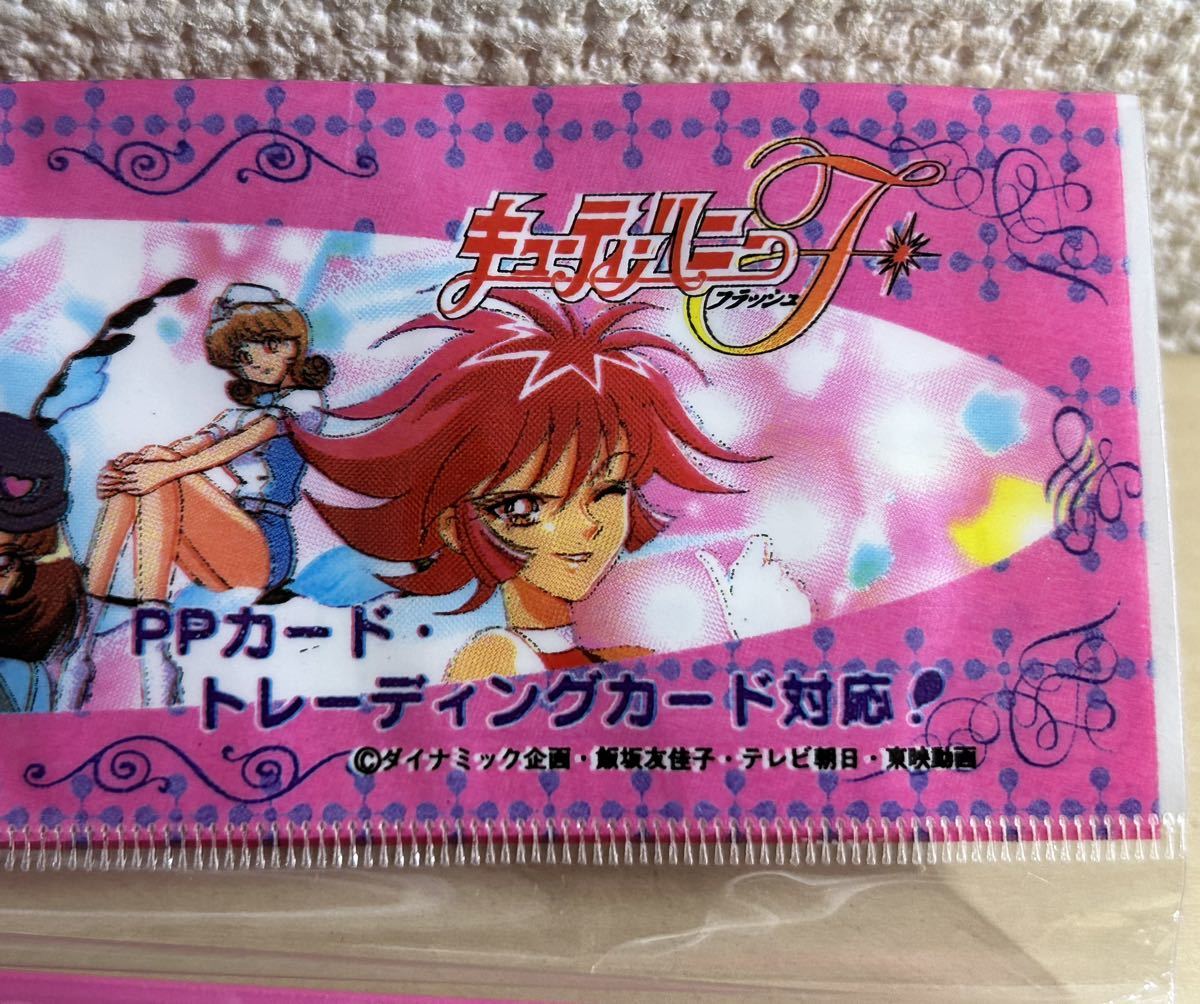 キューティーハニーF
フラッシュ
PPカード・
トレーディングカード対応!
©ダイナミック企画・飯坂友佳子・テレビ朝日・東映動画